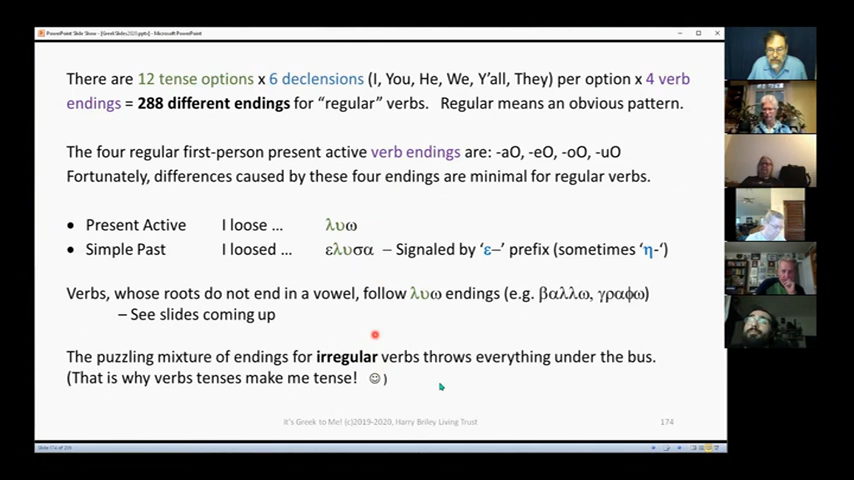 PowerPoint Slide Show - [GreekSlides2020.pptx] - Microsoft PowerPoint
There are 12 tense options x 6 declensions (I, You, He, We, Y'all, They) per option x 4 verb
endings = 288 different endings for “regular” verbs. Regular means an obvious pattern.
The four regular first-person present active verb endings are: -aO, -eO, -oO, -uO
Fortunately, differences caused by these four endings are minimal for regular verbs.
• Present Active I loose … λυω
• Simple Past I loosed … ελυσα – Signaled by ‘ε–’ prefix (sometimes ‘η-‘)
Verbs, whose roots do not end in a vowel, follow λυω endings (e.g. βαλλω, γραφω)
– See slides coming up
The puzzling mixture of endings for irregular verbs throws everything under the bus.
(That is why verbs tenses make me tense! ☺)
It's Greek to Me! (c)2019-2020, Harry Briley Living Trust 174